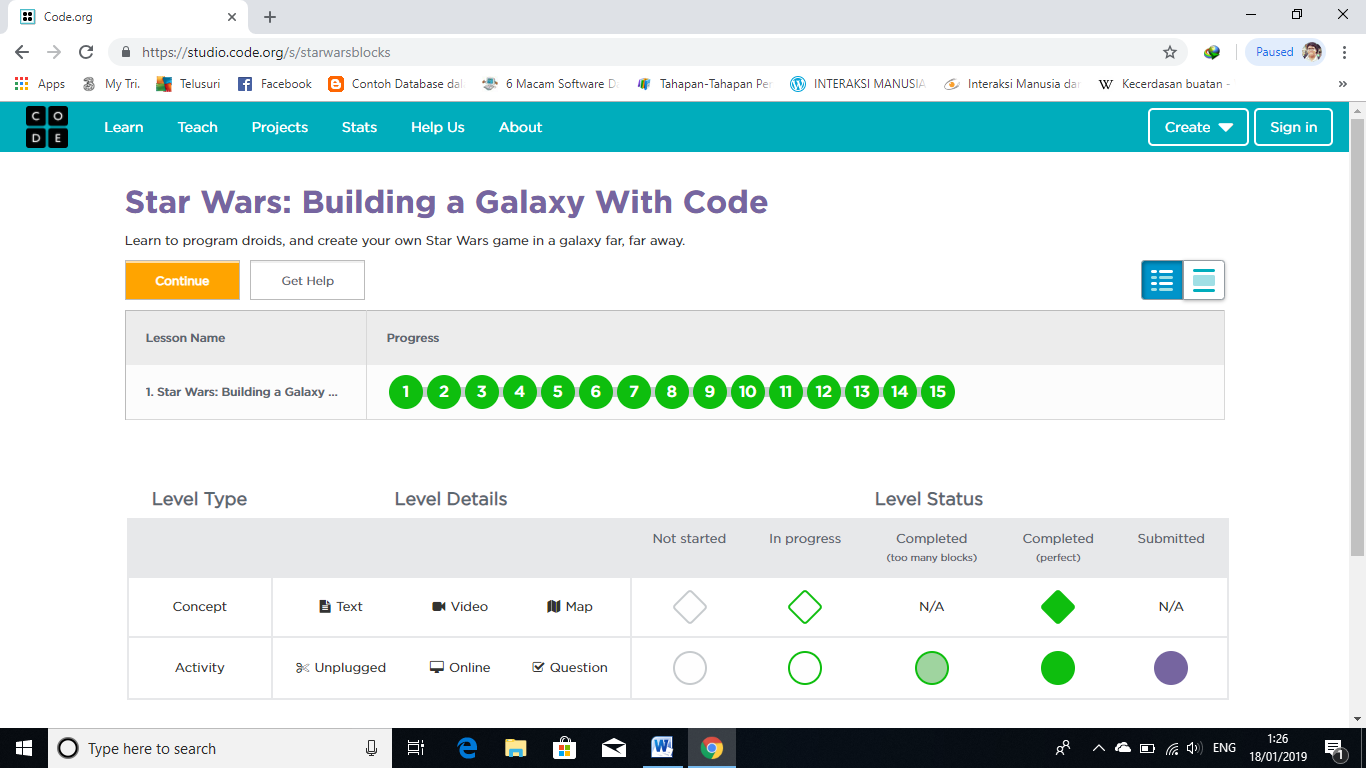 Code.org
https://studio.code.org/s/starwarsblocks
Paused
Apps My Tri. Telusuri Facebook Contoh Database dal 6 Macam Software D Tahapan-Tahapan Per INTERAKSI MANUSIA Interaksi Manusia dan W Kecerdasan buatan - »
C O D E Learn Teach Projects Stats Help Us About Create Sign in
Star Wars: Building a Galaxy With Code
Learn to program droids, and create your own Star Wars game in a galaxy far, far away.
Continue Get Help
Lesson Name Progress
1. Star Wars: Building a Galaxy ... 1 2 3 4 5 6 7 8 9 10 11 12 13 14 15
Level Type Level Details Level Status
Not started In progress Completed Completed Submitted
(too many blocks) (perfect)
Concept Text Video Map N/A N/A
Activity Unplugged Online Question
Type here to search ENG 1:26
18/01/2019 1